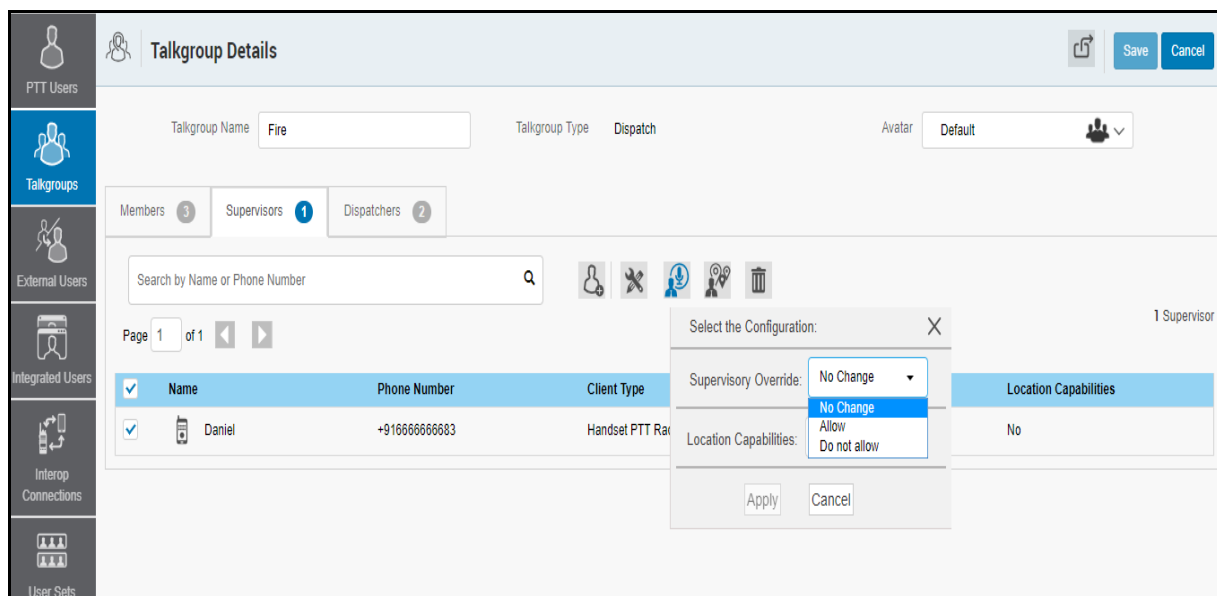 Talkgroup Details
Save
Cancel
PTT Users
Talkgroup Name
Fire
Talkgroup Type
Dispatch
Avatar
Default
Talkgroups
Members 3
Supervisors 1
Dispatchers 2
External Users
Search by Name or Phone Number
1 Supervisor
Page 1 of 1
Select the Configuration:
X
Integrated Users
Supervisory Override:
No Change
No Change
Allow
Do not allow
Name
Phone Number
Client Type
Location Capabilities
Daniel
+916666666683
Handset PTT Rad
No
Location Capabilities:
Interop
Connections
Apply
Cancel
User Sets